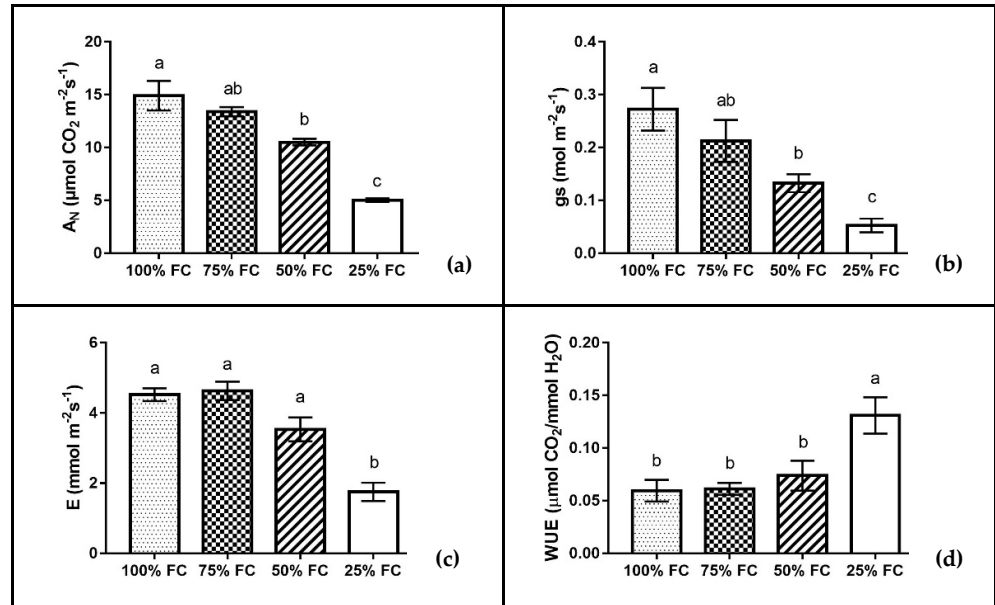 20
15
10
5
0
A_N (μmol CO₂ m⁻²s⁻¹)
a
ab
b
c
100% FC 75% FC 50% FC 25% FC
(a)
0.4
0.3
0.2
0.1
0.0
gs (mol m⁻²s⁻¹)
a
ab
b
c
100% FC 75% FC 50% FC 25% FC
(b)
6
4
2
0
E (mmol m⁻²s⁻¹)
a
a
a
b
100% FC 75% FC 50% FC 25% FC
(c)
0.20
0.15
0.10
0.05
0.00
WUE (μmol CO₂/mmol H₂O)
b
b
b
a
100% FC 75% FC 50% FC 25% FC
(d)